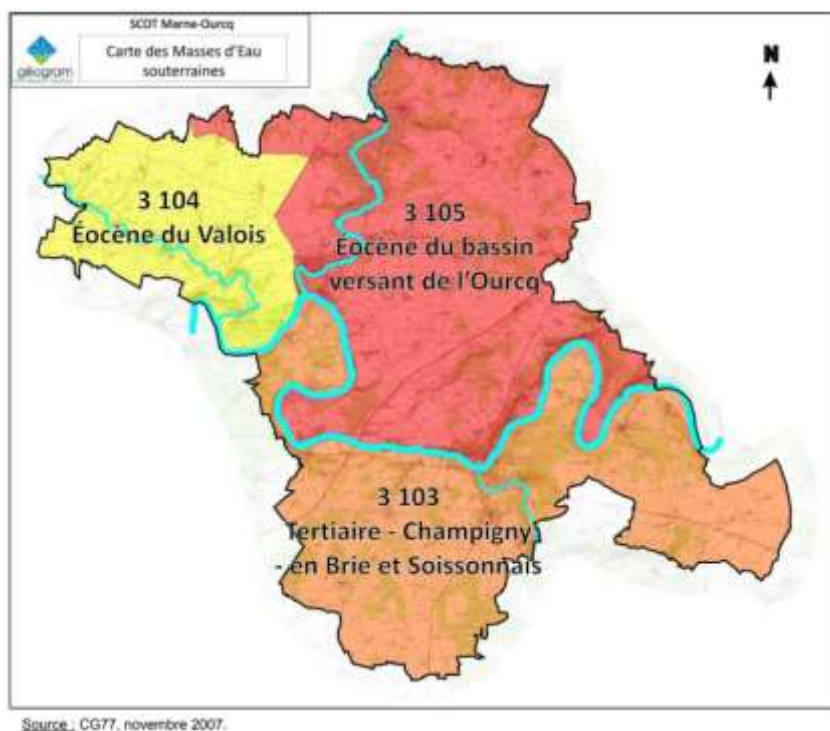 SCOT Marne-Ourcq
géogram
Carte des Masses d'Eau
souterraines
N
3 104
Éocène du Valois
3 105
Éocène du bassin
versant de l'Ourcq
3 103
Tertiaire - Champigny
- en Brie et Soissonnais
Source : CG77, novembre 2007.